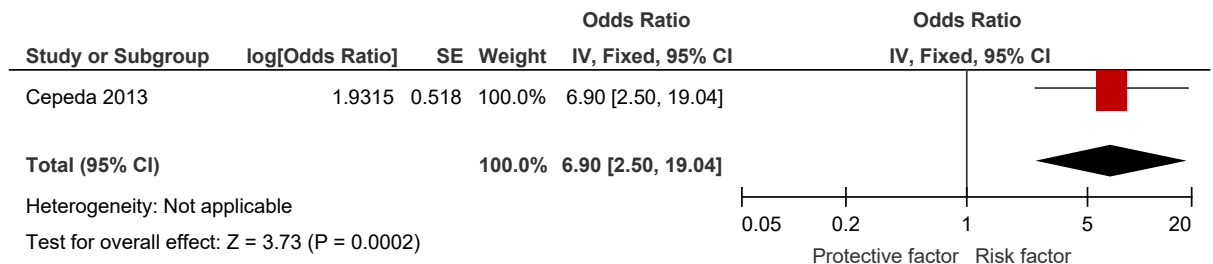 Odds Ratio Odds Ratio
Study or Subgroup log[Odds Ratio] SE Weight IV, Fixed, 95% CI IV, Fixed, 95% CI
Cepeda 2013 1.9315 0.518 100.0% 6.90 [2.50, 19.04]
Total (95% CI) 100.0% 6.90 [2.50, 19.04]
Heterogeneity: Not applicable
Test for overall effect: Z = 3.73 (P = 0.0002)
0.05 0.2 1 5 20
Protective factor Risk factor